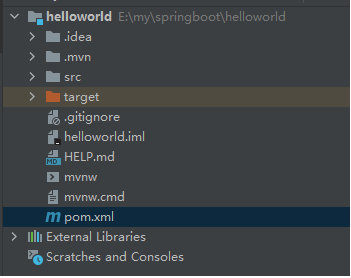 helloworld E:\my\springboot\helloworld
.idea
.mvn
src
target
.gitignore
helloworld.iml
HELP.md
mvnw
mvnw.cmd
pom.xml
External Libraries
Scratches and Consoles